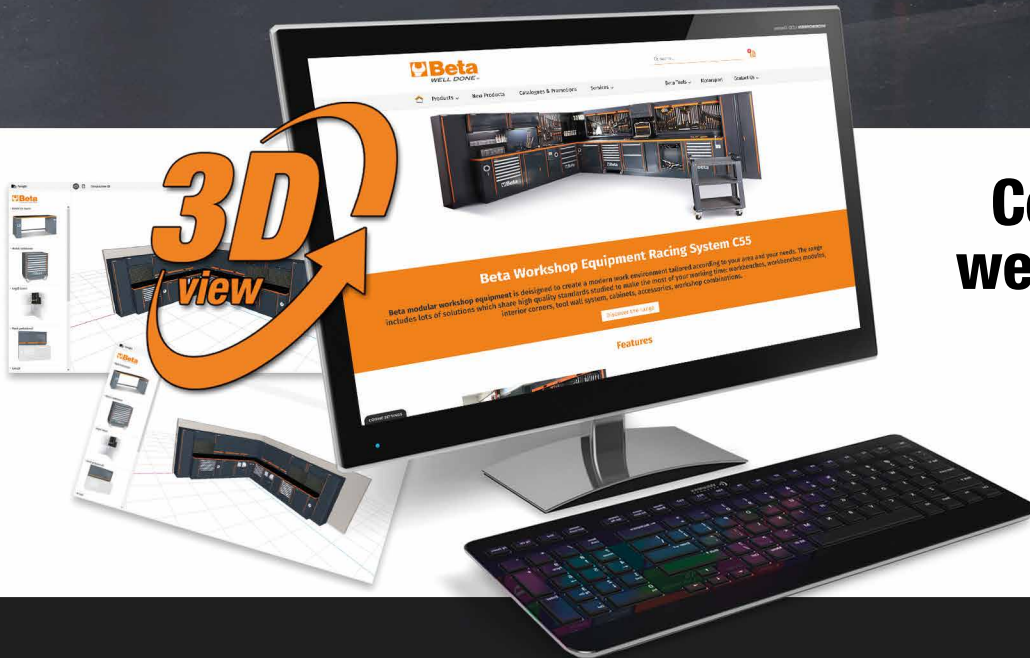 Beta
WELL DONE
Search...
Products
New Products
Catalogues & Promotions
Services
Beta Tools
Motorsport
Contact Us
Beta Workshop Equipment Racing System C55
Beta modular workshop equipment is deisigned to create a modern work environment tailored according to your area and your needs. The range
includes lots of solutions which share high quality standards studied to make the most of your working time: workbenches, workbenches modules,
interior corners, tool wall system, cabinets, accessories, workshop combinations.
Discover the range
Features
3D
view
Beta
Beta
Co
we